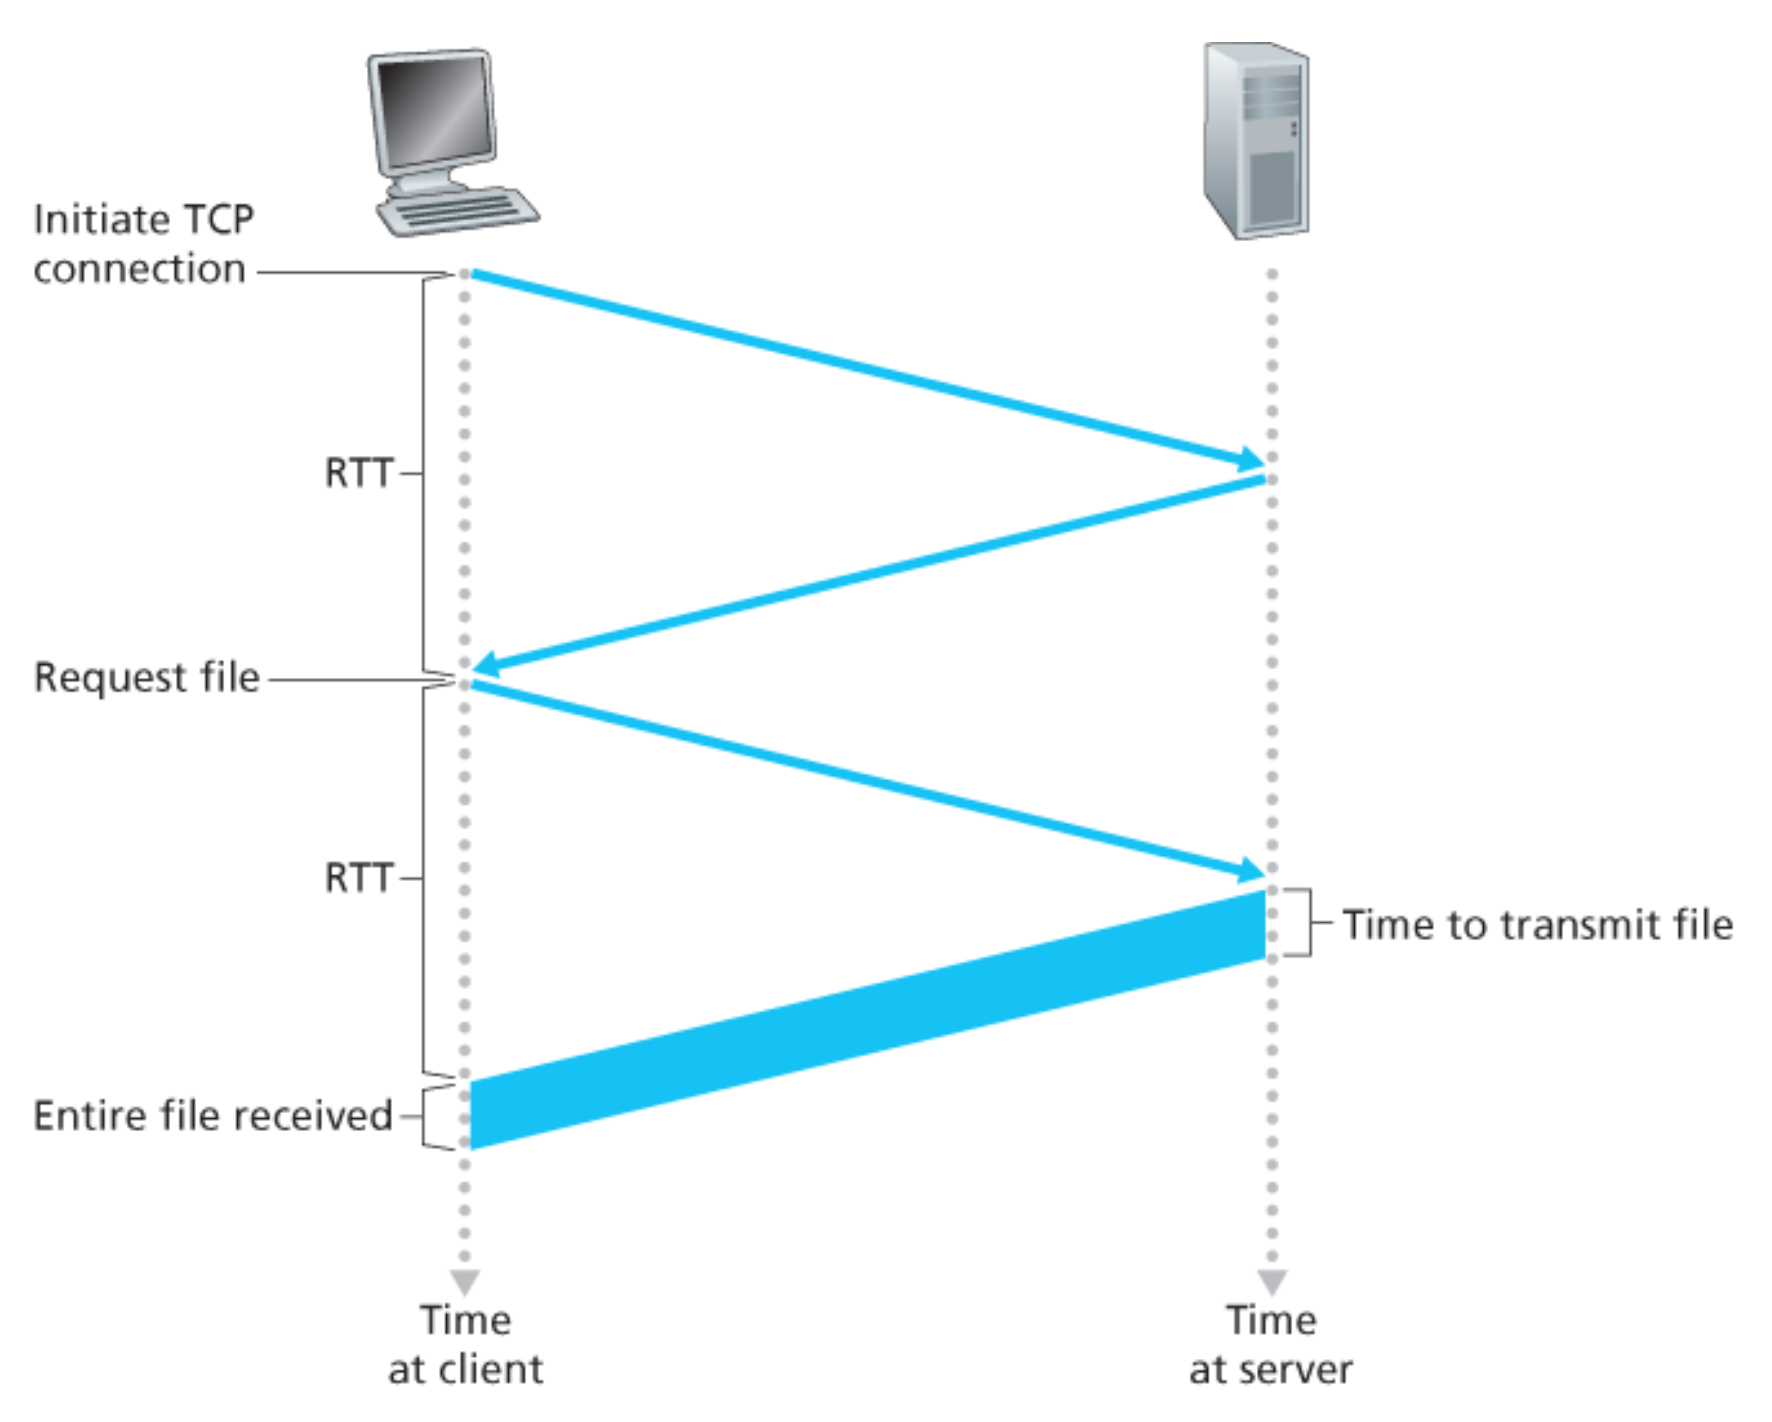 Initiate TCP
connection
RTT
Request file
RTT
Time to transmit file
Entire file received
Time
at client
Time
at server